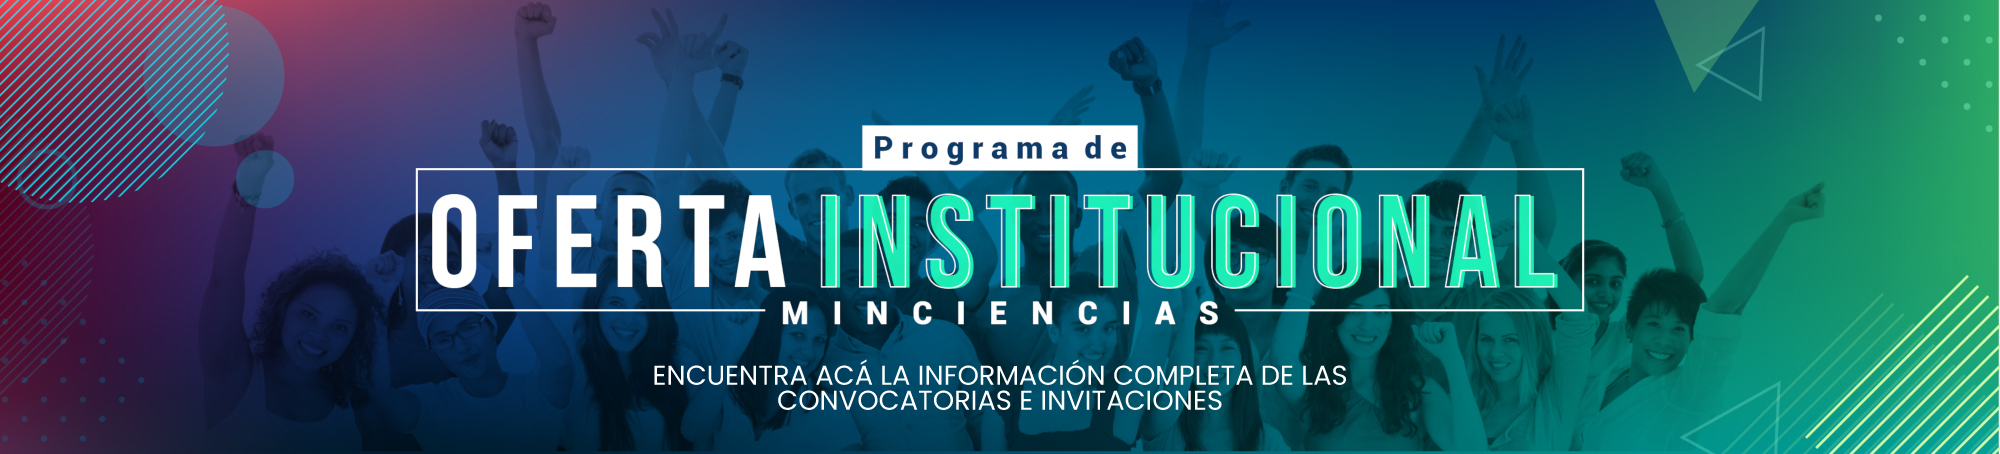 Programa de
OFERTA INSTITUCIONAL
MINCIENCIAS
ENCUENTRA ACÁ LA INFORMACIÓN COMPLETA DE LAS
CONVOCATORIAS E INVITACIONES